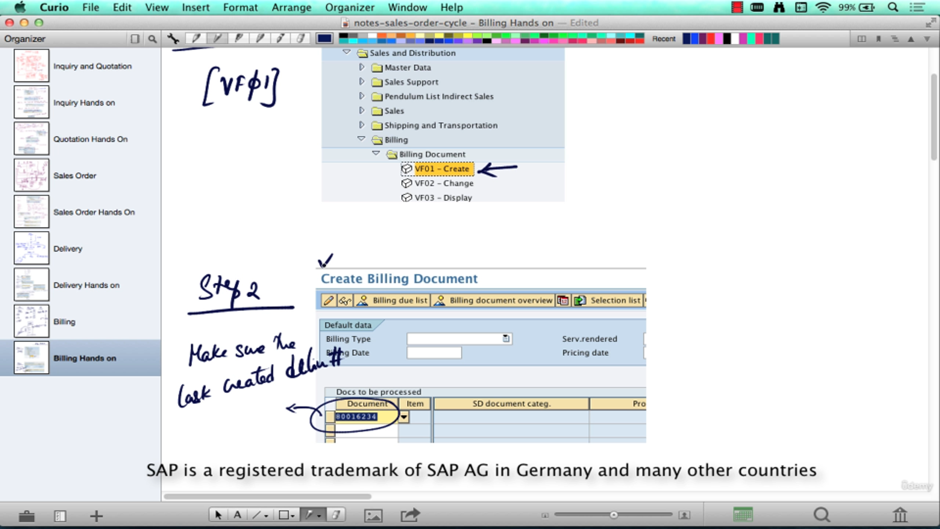 Curio File Edit View Insert Format Arrange Organizer Window Help 99%
notes-sales-order-cycle - Billing Hands on — Edited
Organizer
Recent
Inquiry and Quotation
Inquiry Hands on
Quotation Hands On
Sales Order
Sales Order Hands On
Delivery
Delivery Hands on
Billing
Billing Hands on
[VFØ1]
Sales and Distribution
Master Data
Sales Support
Pendulum List Indirect Sales
Sales
Shipping and Transportation
Billing
Billing Document
VF01 - Create
VF02 - Change
VF03 - Display
Step 2
Make sure the
last created
Create Billing Document
Billing due list Billing document overview Selection list
Default data
Billing Type Serv.rendered
Billing Date Pricing date
Docs to be processed
Document Item SD document categ. Pro
80016234
SAP is a registered trademark of SAP AG in Germany and many other countries
Udemy